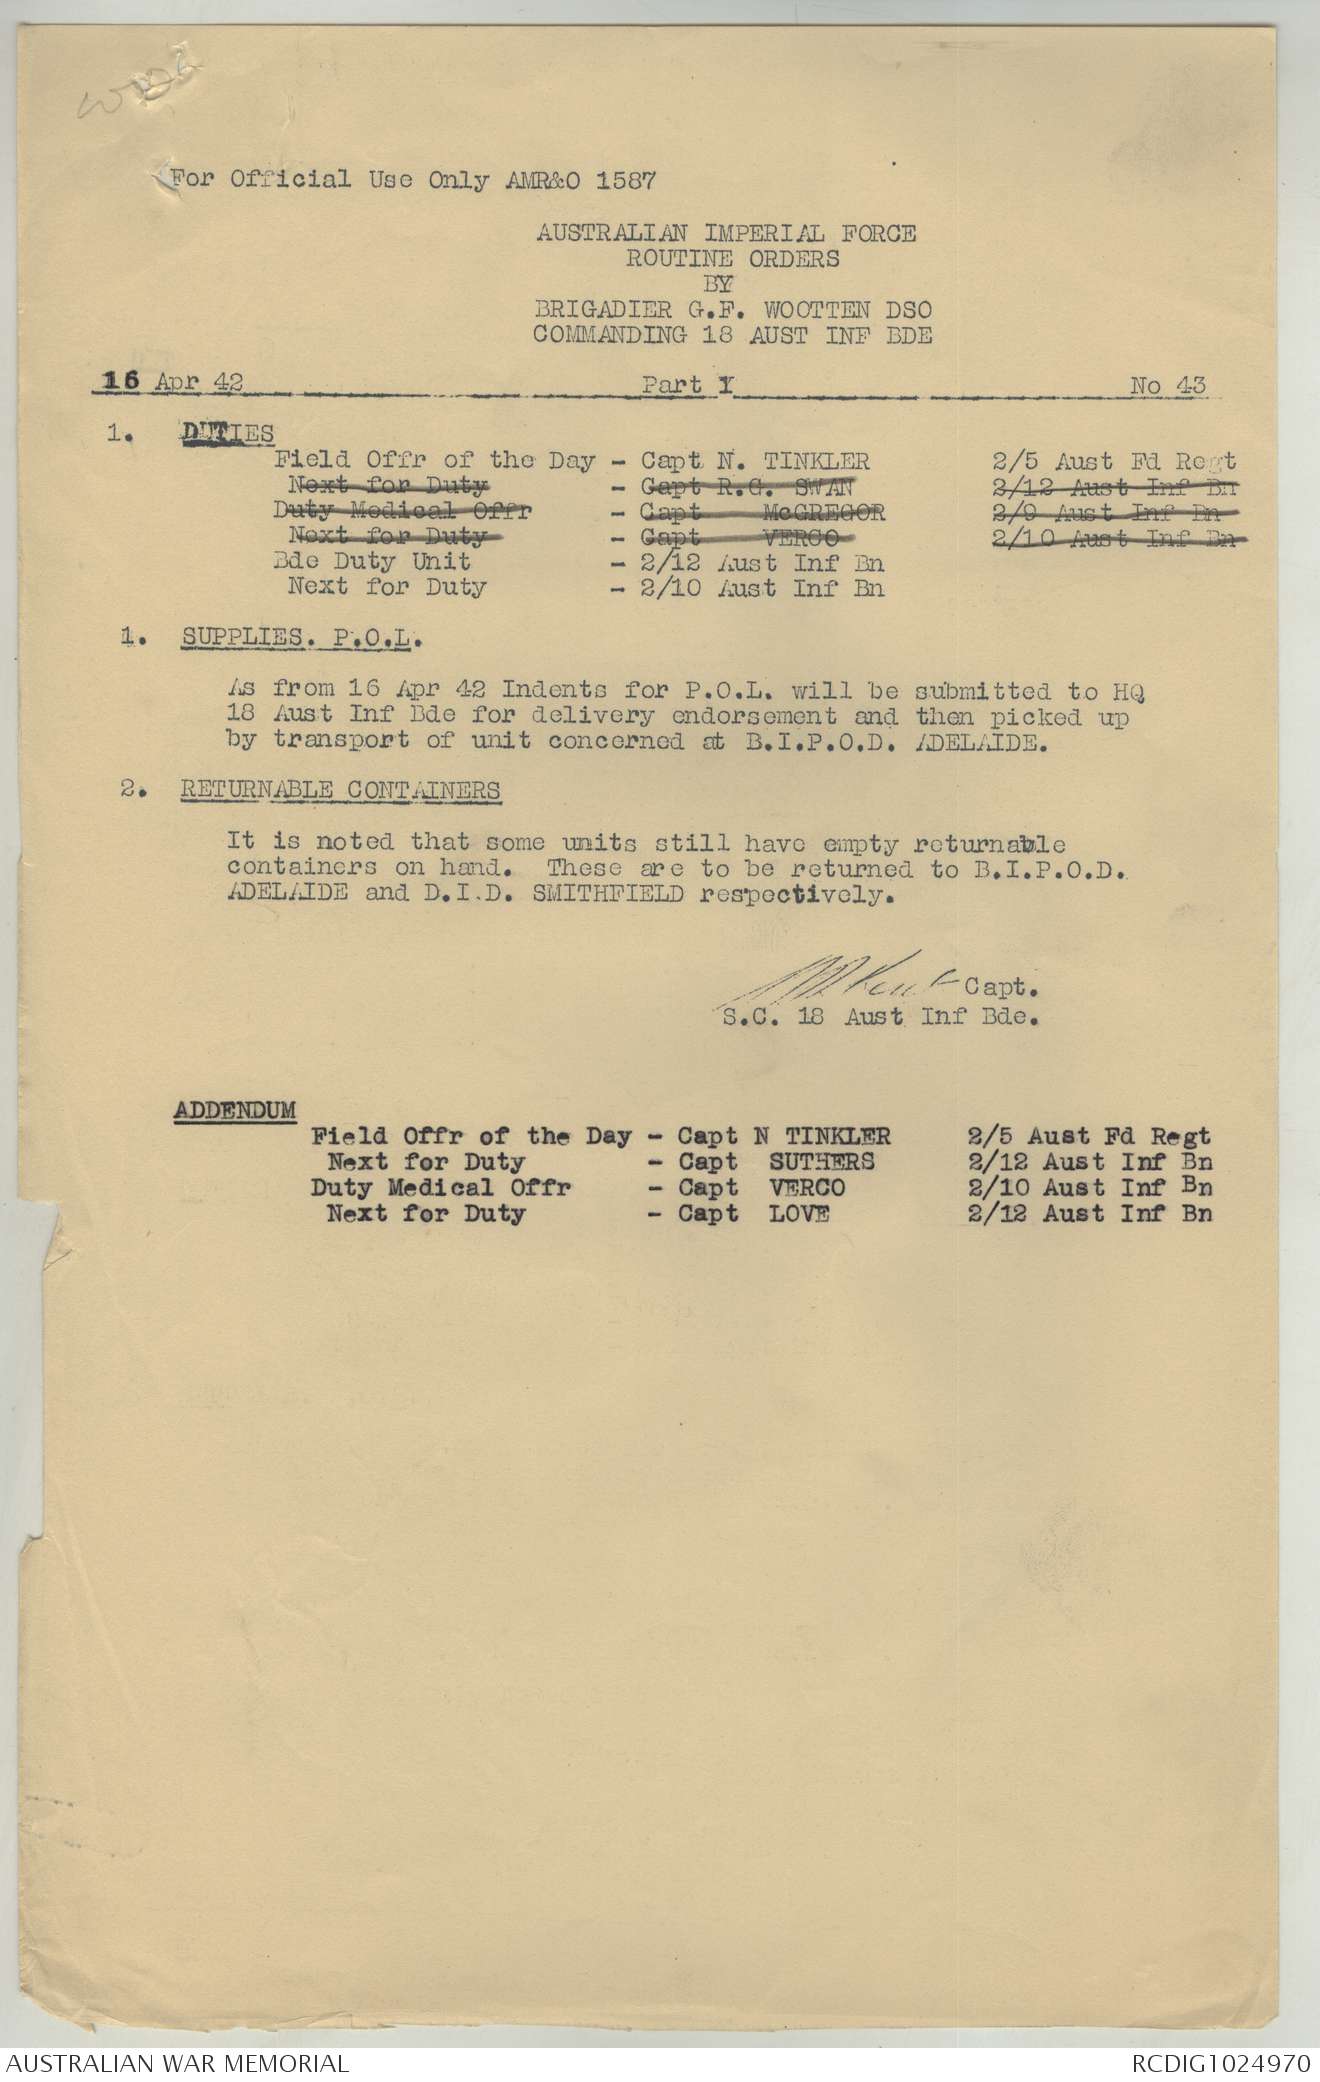 For Official Use Only AMR&O 1587
AUSTRALIAN IMPERIAL FORCE
ROUTINE ORDERS
BY
BRIGADIER G.F. WOOTTEN DSO
COMMANDING 18 AUST INF BDE
16 Apr 42 Part I No 43
1. DUTIES
Field Offr of the Day - Capt N. TINKLER 2/5 Aust Fd Regt
Next for Duty - Capt R.G. SWAN 2/12 Aust Inf Bn
Duty Medical Offr - Capt McGREGOR 2/9 Aust Inf Bn
Next for Duty - Capt VERCO 2/10 Aust Inf Bn
Bde Duty Unit - 2/12 Aust Inf Bn
Next for Duty - 2/10 Aust Inf Bn
1. SUPPLIES. P.O.L.
As from 16 Apr 42 Indents for P.O.L. will be submitted to HQ
18 Aust Inf Bde for delivery endorsement and then picked up
by transport of unit concerned at B.I.P.O.D. ADELAIDE.
2. RETURNABLE CONTAINERS
It is noted that some units still have empty returnable
containers on hand. These are to be returned to B.I.P.O.D.
ADELAIDE and D.I.D. SMITHFIELD respectively.
Kent Capt.
S.C. 18 Aust Inf Bde.
ADDENDUM
Field Offr of the Day - Capt N TINKLER 2/5 Aust Fd Regt
Next for Duty - Capt SUTHERS 2/12 Aust Inf Bn
Duty Medical Offr - Capt VERCO 2/10 Aust Inf Bn
Next for Duty - Capt LOVE 2/12 Aust Inf Bn
AUSTRALIAN WAR MEMORIAL RCDIG1024970